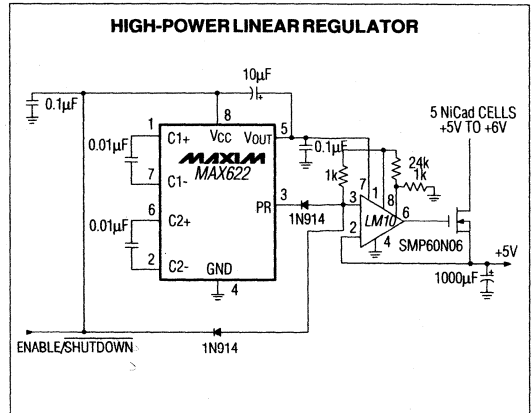 HIGH-POWER LINEAR REGULATOR
10µF
0.1µF
5 NiCad CELLS
+5V TO +6V
1
8
5
C1+
VCC
VOUT
0.01µF
0.1µF
MAXIM
MAX622
24k
1k
1k
7
C1-
3
PR
7
1
8
3
6
2
LM10
4
1N914
SMP60N06
6
C2+
0.01µF
+5V
2
C2-
GND
4
1000µF
ENABLE/SHUTDOWN
1N914